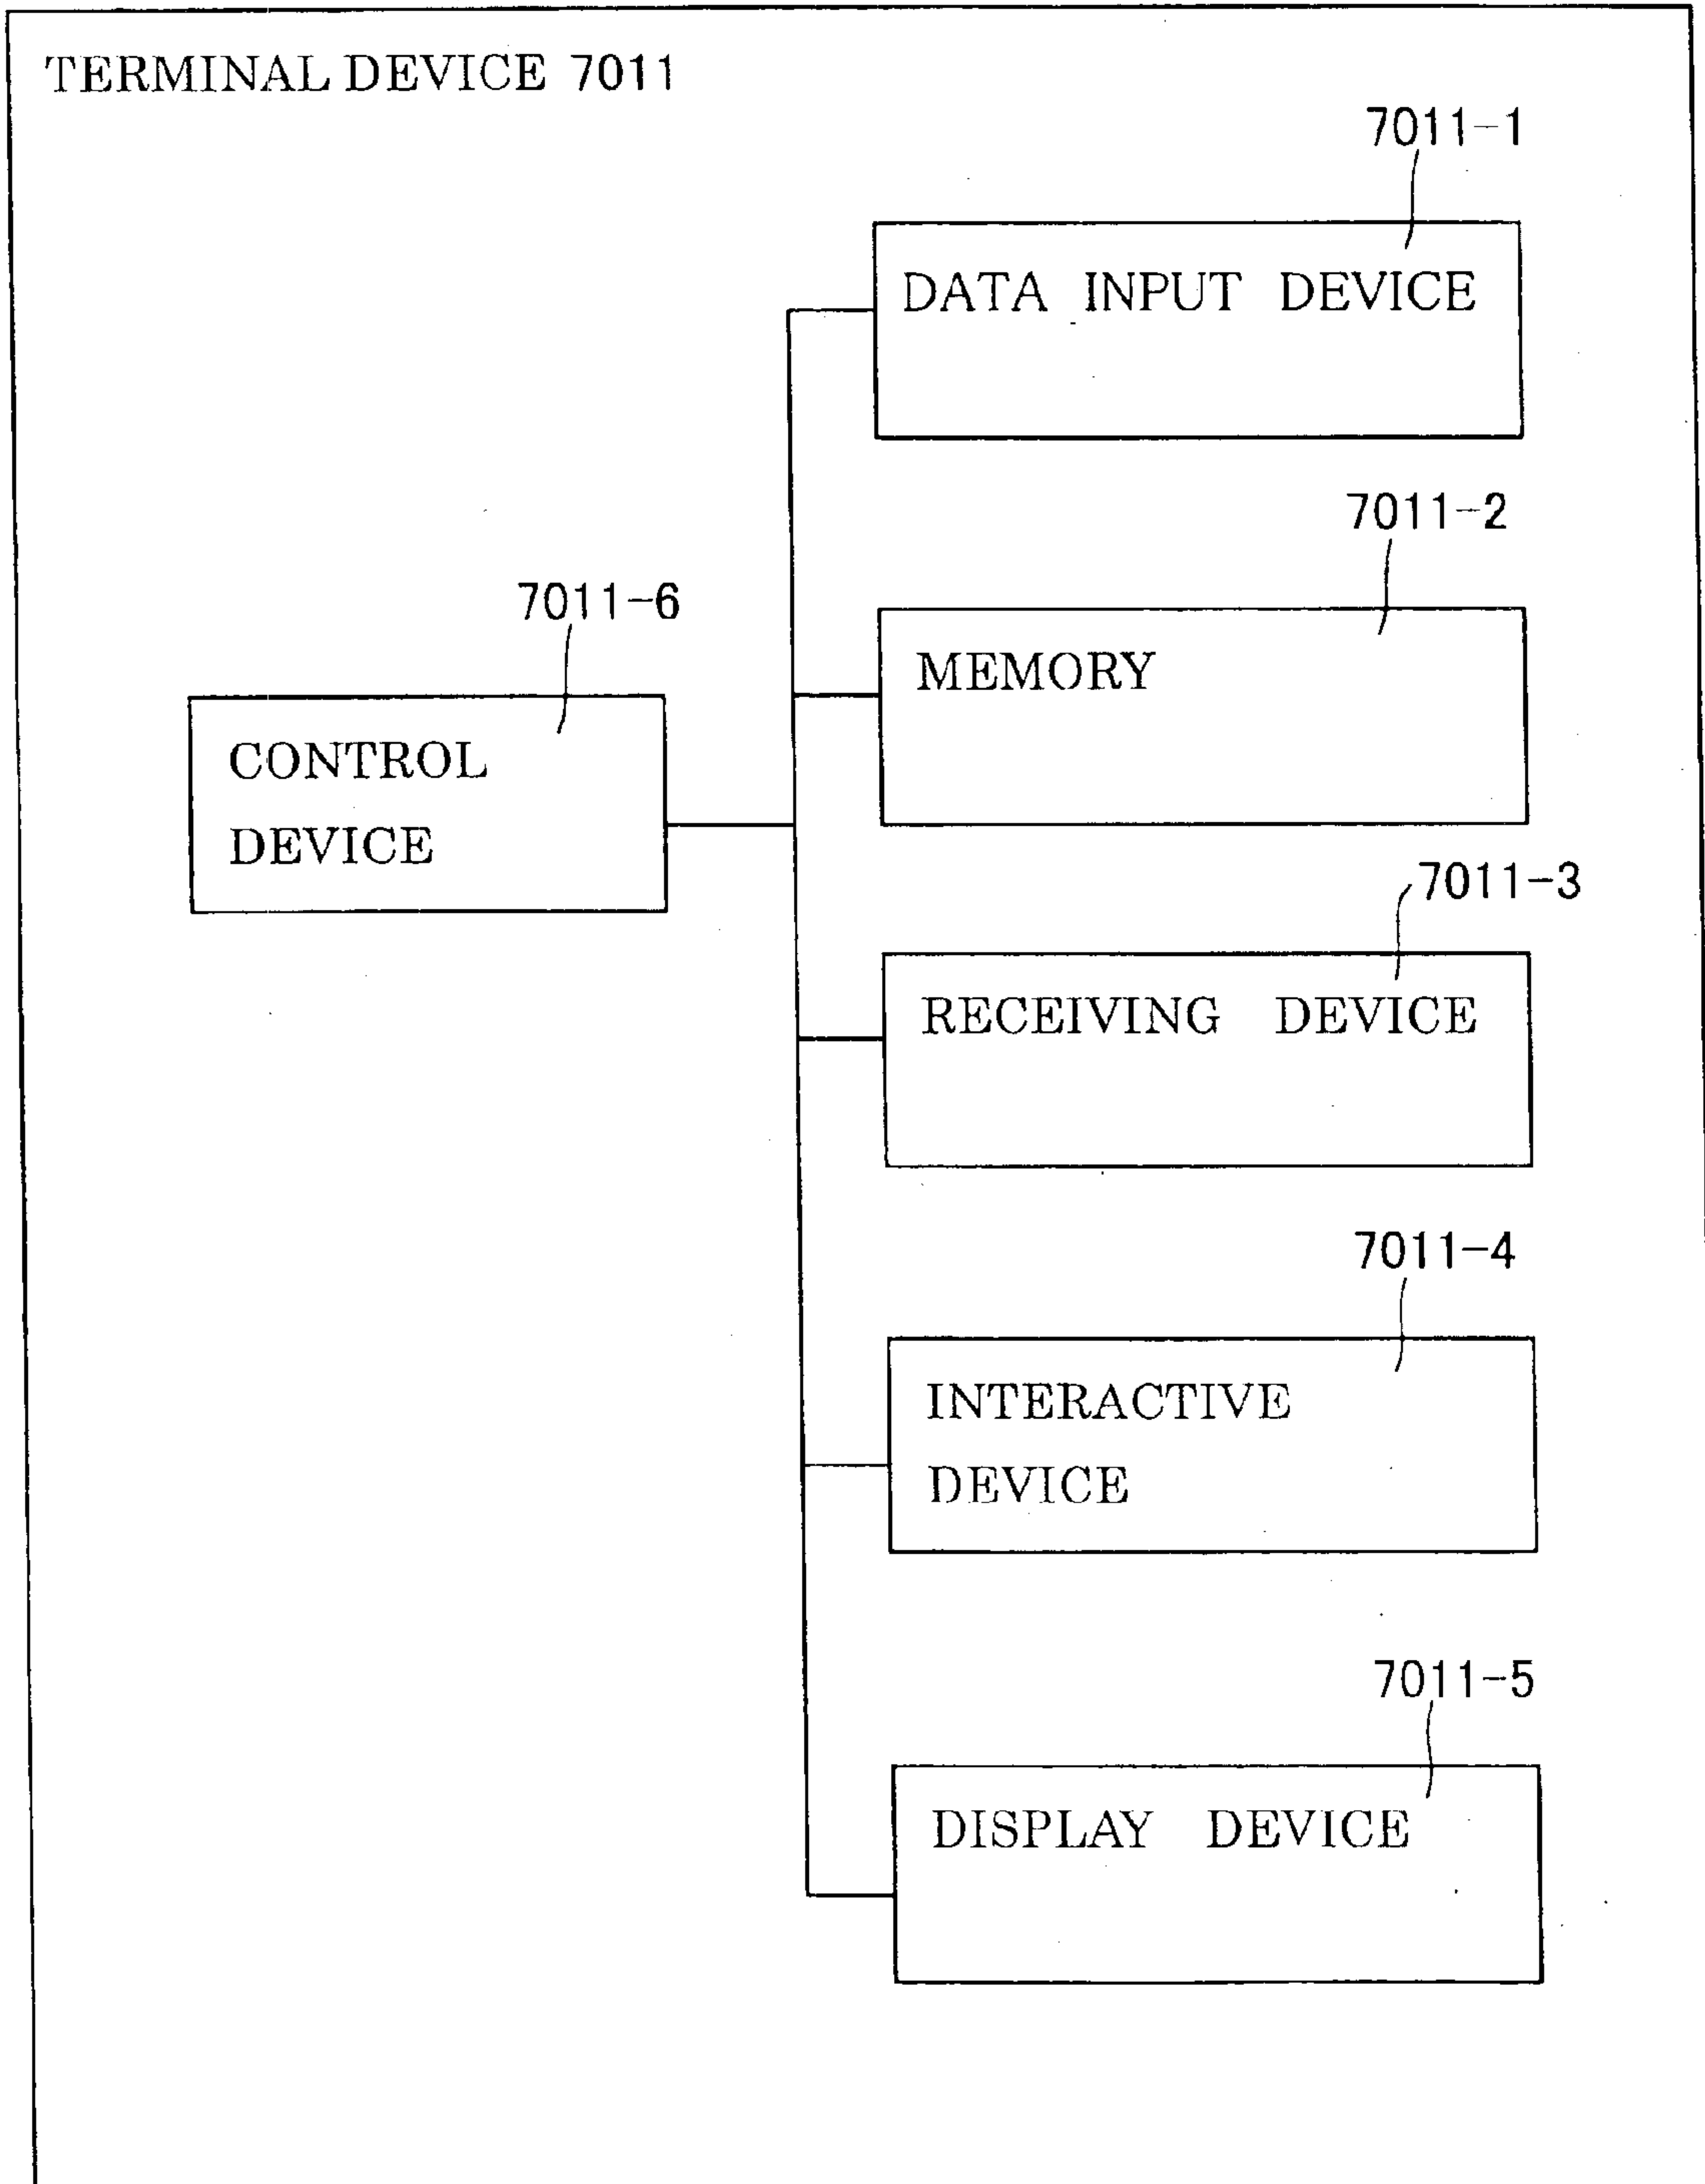 TERMINAL DEVICE 7011
7011-1
DATA INPUT DEVICE
7011-2
MEMORY
7011-6
CONTROL
DEVICE
7011-3
RECEIVING DEVICE
7011-4
INTERACTIVE
DEVICE
7011-5
DISPLAY DEVICE